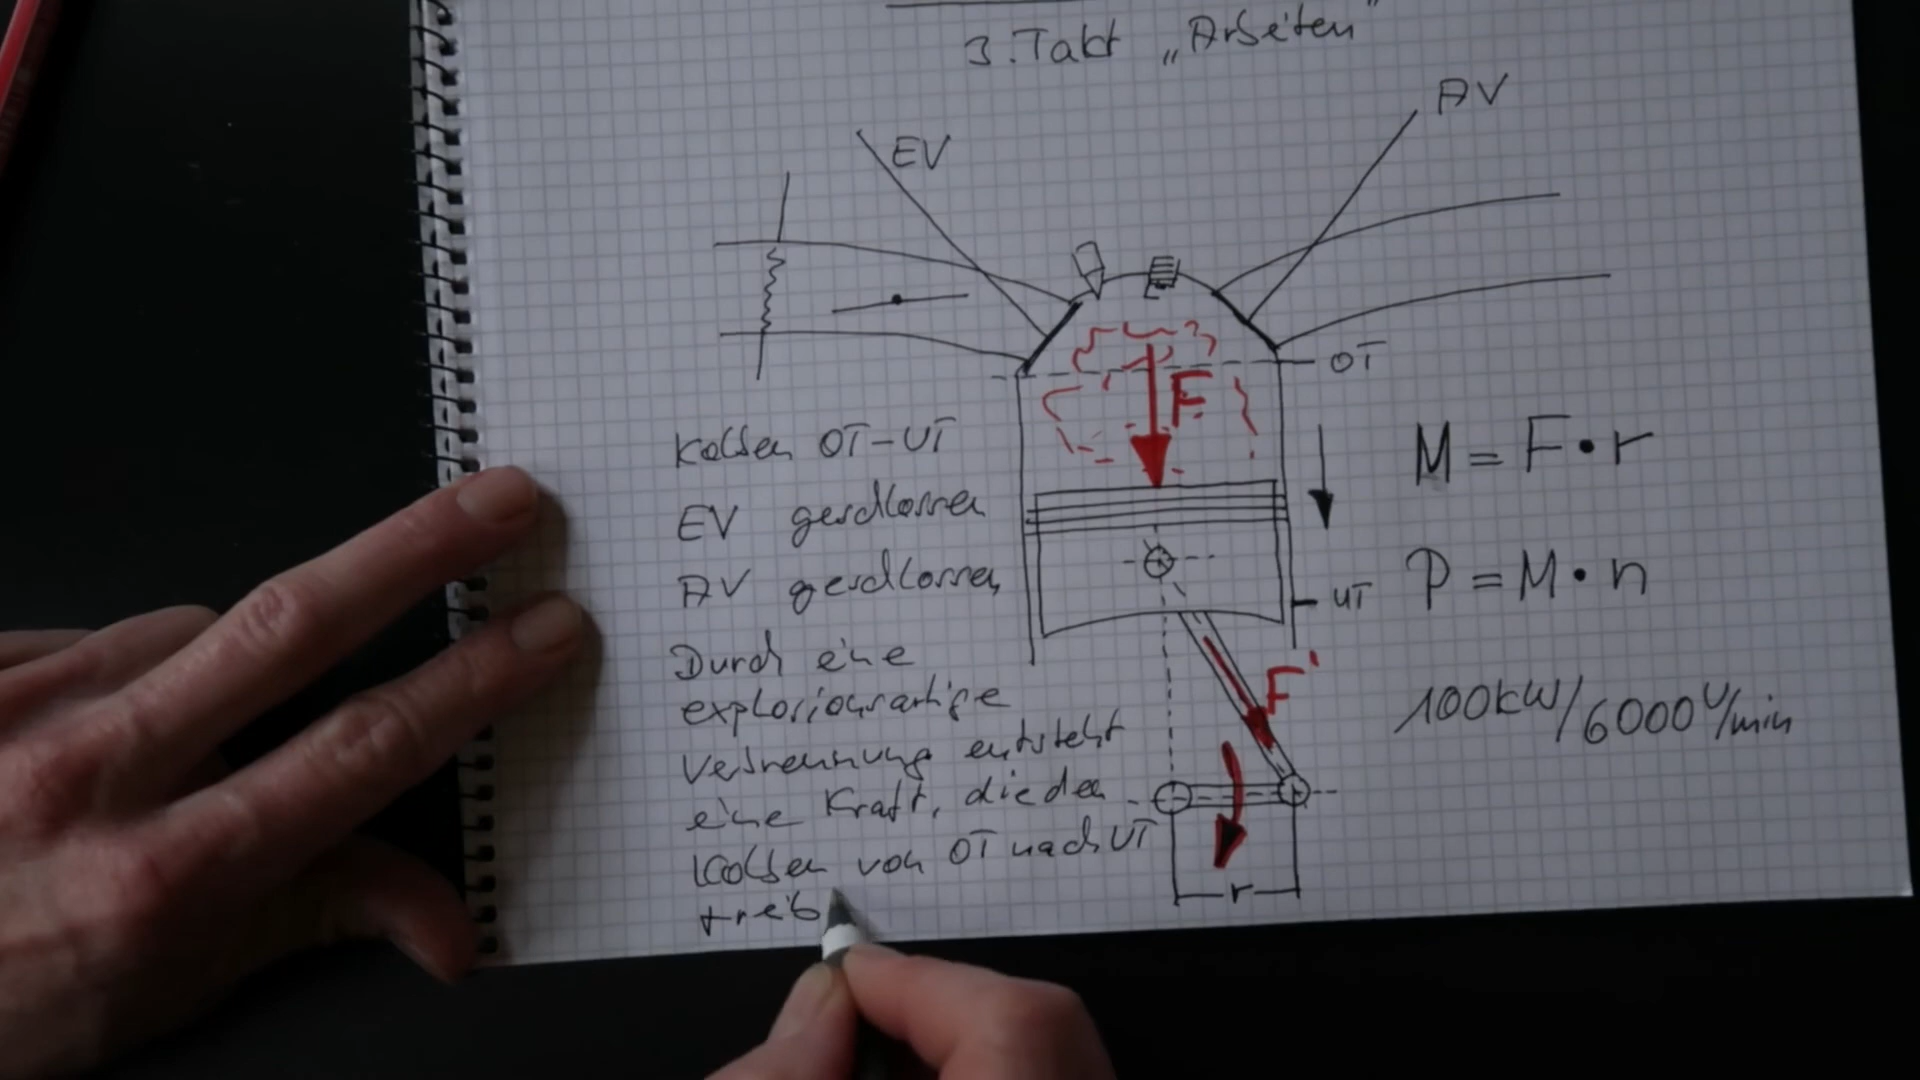 3. Takt „Arbeiten"
AV
EV
OT
F
Kolben OT-UT
M = F • r
EV geschlossen
AV geschlossen
P = M • n
UT
Durch eine
explosionsartige
Verbrennung entsteht
eine Kraft, die den
Kolben von OT nach UT
treib
F'
100kW/6000U/min
r